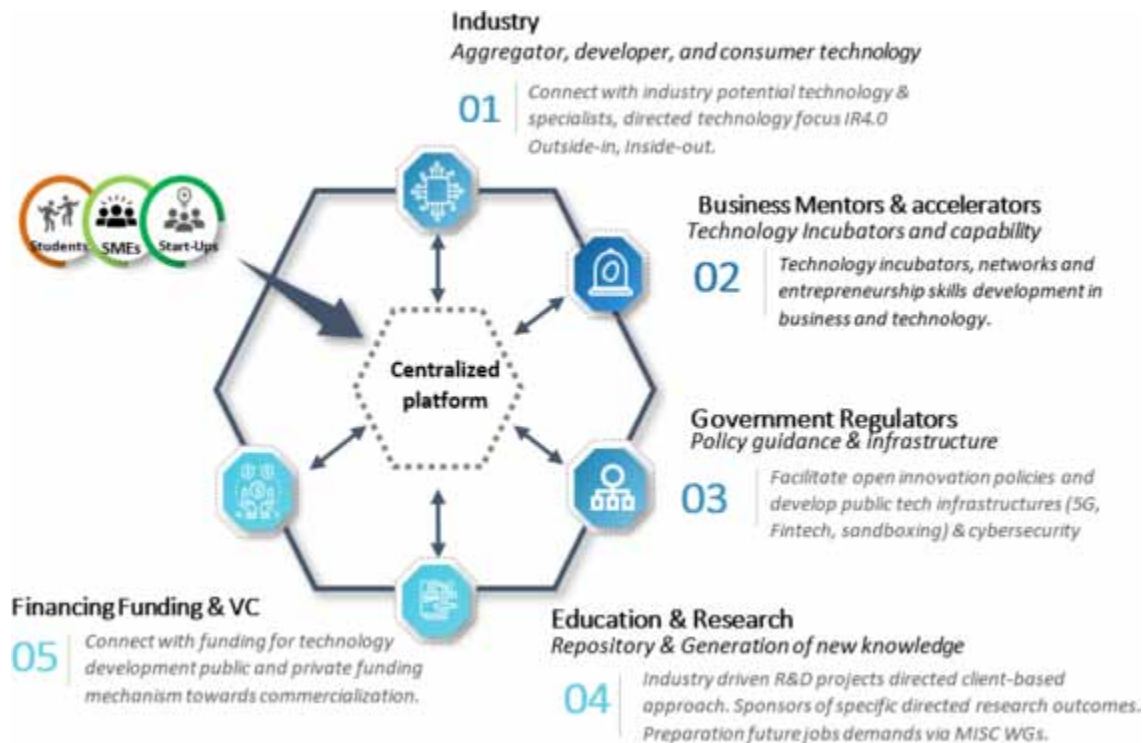 Industry
Aggregator, developer, and consumer technology
01
Connect with industry potential technology &
specialists, directed technology focus IR4.0
Outside-in, Inside-out.
Students
SMEs
Start-Ups
Business Mentors & accelerators
Technology Incubators and capability
02
Technology incubators, networks and
entrepreneurship skills development in
business and technology.
Centralized
platform
Government Regulators
Policy guidance & infrastructure
03
Facilitate open innovation policies and
develop public tech infrastructures (5G,
Fintech, sandboxing) & cybersecurity
Financing Funding & VC
05
Connect with funding for technology
development public and private funding
mechanism towards commercialization.
Education & Research
Repository & Generation of new knowledge
04
Industry driven R&D projects directed client-based
approach. Sponsors of specific directed research outcomes.
Preparation future jobs demands via MISC WGs.